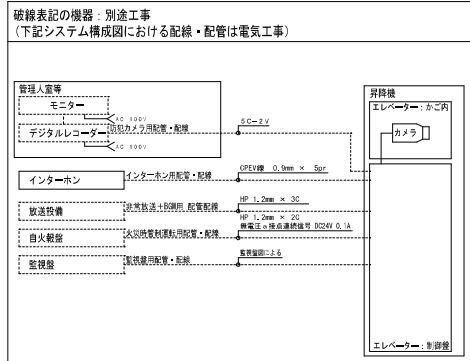 破線表記の機器：別途工事
(下記システム構成図における配線・配管は電気工事)
管理人室等
モニター
AC 100V
デジタルレコーダー
防犯カメラ用配管・配線
5C-2V
AC 100V
昇降機
エレベーター：かご内
カメラ
インターホン
インターホン用配管・配線
CPEV線 0.9mm × 5pr
放送設備
非常放送＋BGM用 配管配線
HP 1.2mm × 3C
自火報盤
火災時管制運転用配管・配線
HP 1.2mm × 2C
無電圧a接点連続信号 DC24V 0.1A
監視盤
監視盤用配管・配線
監視盤図による
エレベーター：制御盤